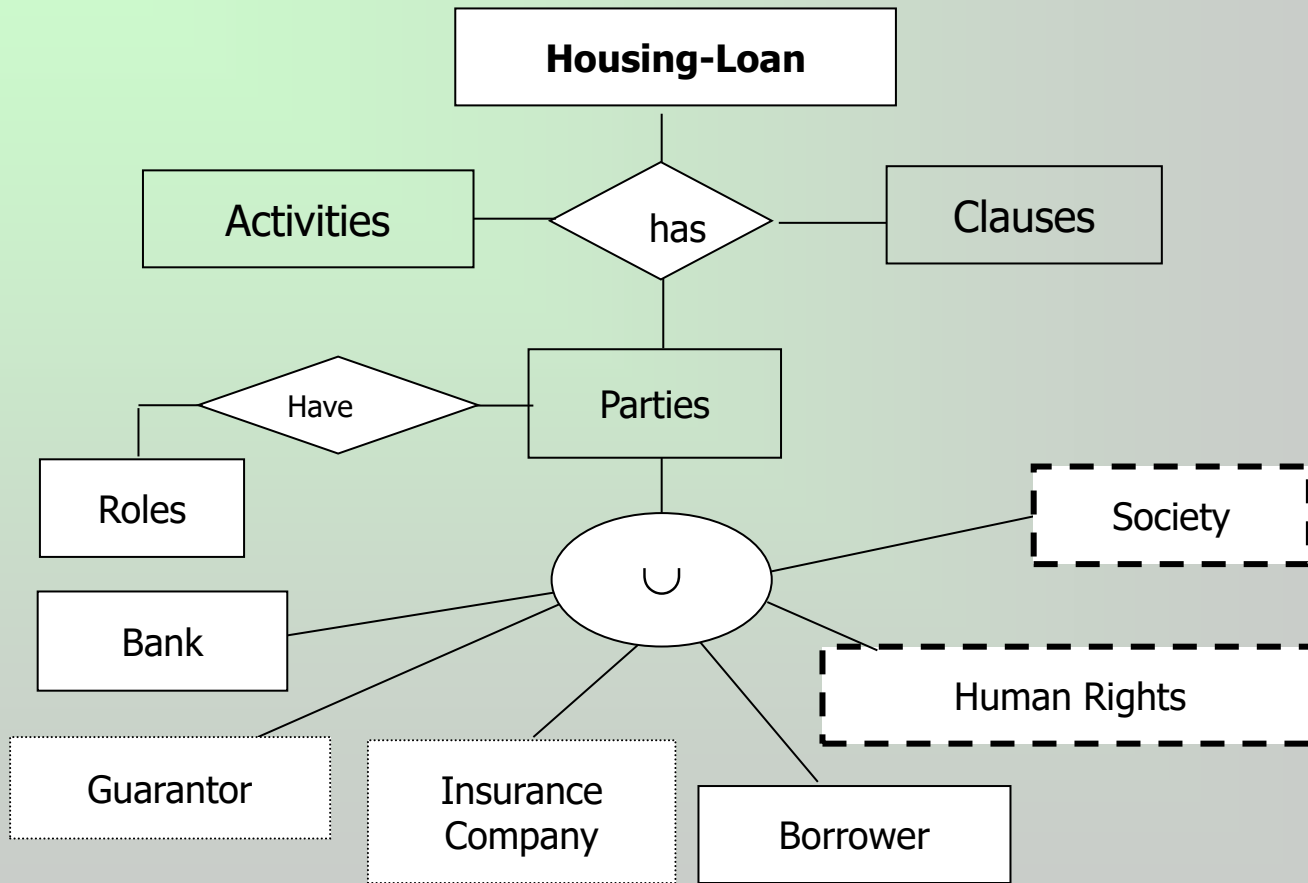 Housing-Loan
Activities
has
Clauses
Have
Parties
Roles
Society
∪
Bank
Human Rights
Guarantor
Insurance
Company
Borrower